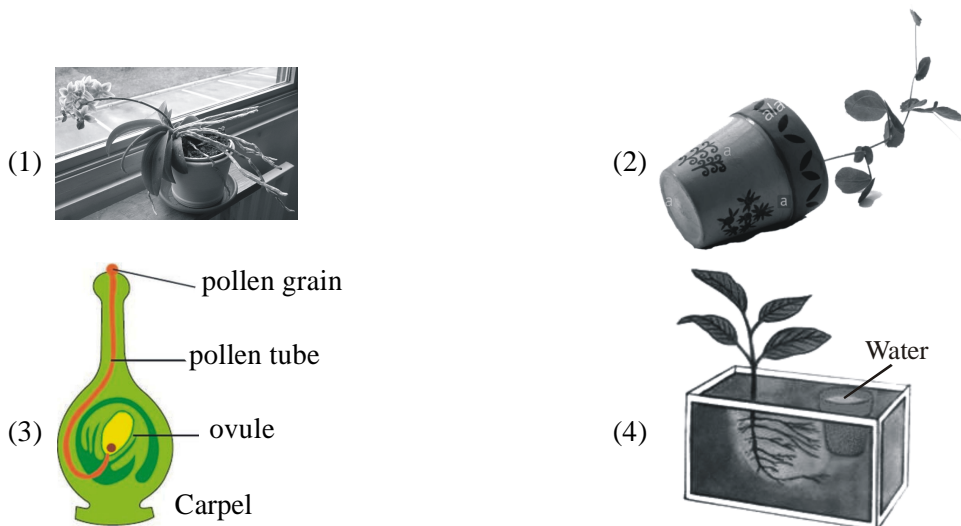 (1)
(2)
pollen grain
pollen tube
ovule
(3)
Carpel
Water
(4)